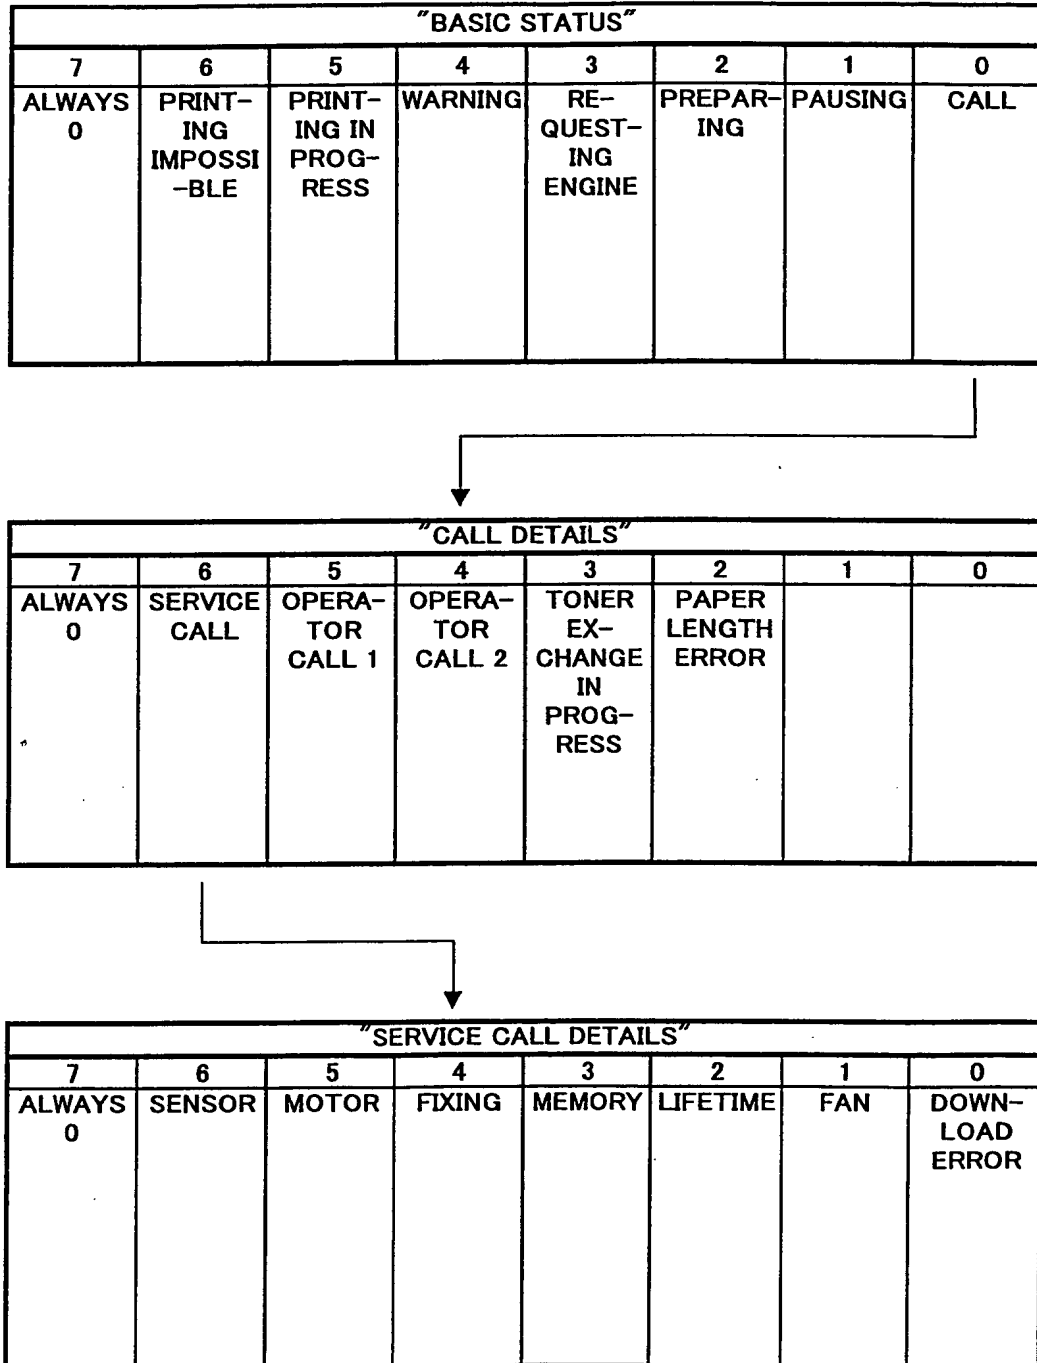 "BASIC STATUS"
7 6 5 4 3 2 1 0
ALWAYS 0
PRINT-
ING
IMPOSSI
-BLE
PRINT-
ING IN
PROG-
RESS
WARNING
RE-
QUEST-
ING
ENGINE
PREPAR-
ING
PAUSING
CALL
"CALL DETAILS"
7 6 5 4 3 2 1 0
ALWAYS
0
SERVICE
CALL
OPERA-
TOR
CALL 1
OPERA-
TOR
CALL 2
TONER
EX-
CHANGE
IN
PROG-
RESS
PAPER
LENGTH
ERROR
"SERVICE CALL DETAILS"
7 6 5 4 3 2 1 0
ALWAYS
0
SENSOR
MOTOR
FIXING
MEMORY
LIFETIME
FAN
DOWN-
LOAD
ERROR